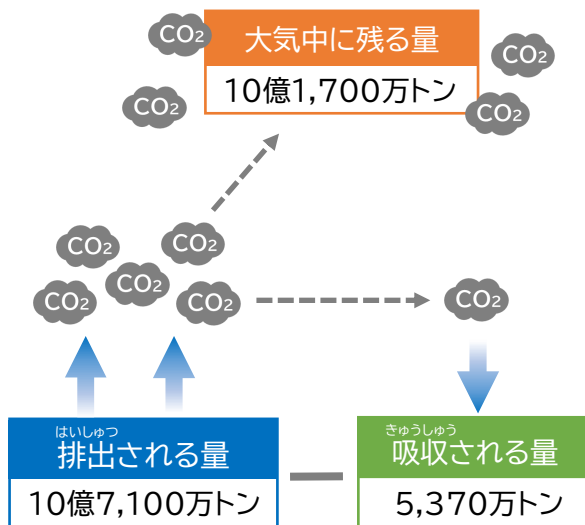 CO2
大気中に残る量
CO2
10億1,700万トン
CO2
CO2
CO2
CO2
CO2
CO2
CO2
CO2
はいしゅつ
排出される量
10億7,100万トン
きゅうしゅう
吸収される量
5,370万トン